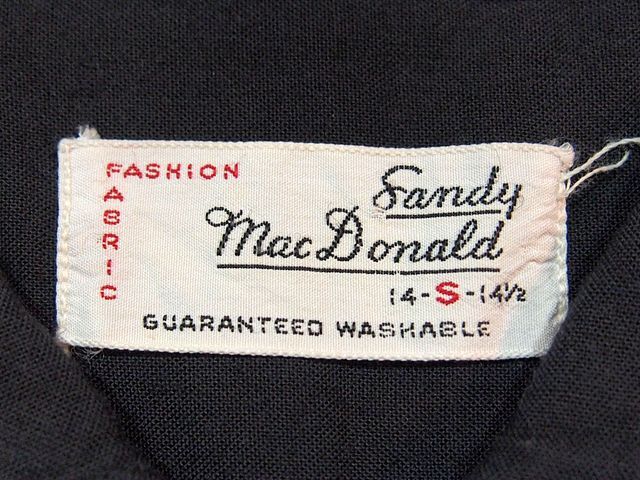 FASHION
FABRIC
Sandy
MacDonald
14-S-14½
GUARANTEED WASHABLE